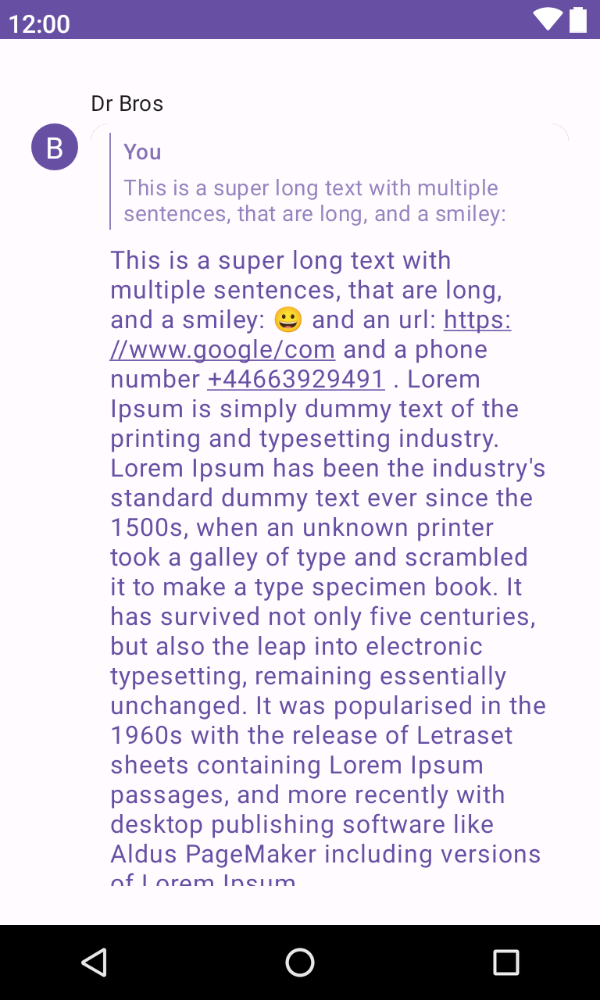 12:00
Dr Bros
B
You
This is a super long text with multiple
sentences, that are long, and a smiley:
This is a super long text with
multiple sentences, that are long,
and a smiley: 😀 and an url: https:
//www.google/com and a phone
number +44663929491 . Lorem
Ipsum is simply dummy text of the
printing and typesetting industry.
Lorem Ipsum has been the industry's
standard dummy text ever since the
1500s, when an unknown printer
took a galley of type and scrambled
it to make a type specimen book. It
has survived not only five centuries,
but also the leap into electronic
typesetting, remaining essentially
unchanged. It was popularised in the
1960s with the release of Letraset
sheets containing Lorem Ipsum
passages, and more recently with
desktop publishing software like
Aldus PageMaker including versions
of Lorem Ipsum